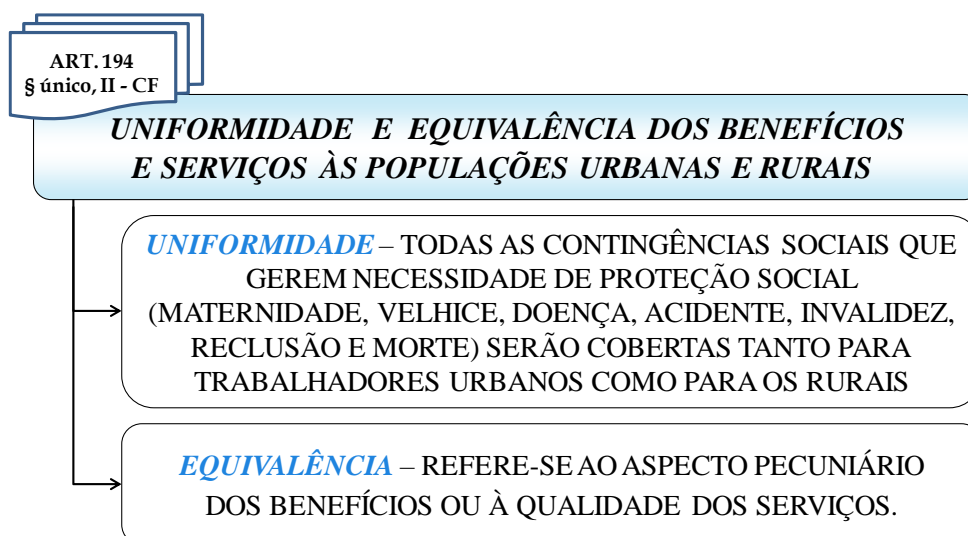 ART. 194
§ único, II - CF
UNIFORMIDADE E EQUIVALÊNCIA DOS BENEFÍCIOS
E SERVIÇOS ÀS POPULAÇÕES URBANAS E RURAIS
UNIFORMIDADE – TODAS AS CONTINGÊNCIAS SOCIAIS QUE
GEREM NECESSIDADE DE PROTEÇÃO SOCIAL
(MATERNIDADE, VELHICE, DOENÇA, ACIDENTE, INVALIDEZ,
RECLUSÃO E MORTE) SERÃO COBERTAS TANTO PARA
TRABALHADORES URBANOS COMO PARA OS RURAIS
EQUIVALÊNCIA – REFERE-SE AO ASPECTO PECUNIÁRIO
DOS BENEFÍCIOS OU À QUALIDADE DOS SERVIÇOS.